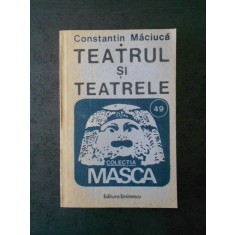 Constantin Măciucă
TEATRUL
ȘI
TEATRELE
49
COLECȚIA
MASCA
Editura Eminescu